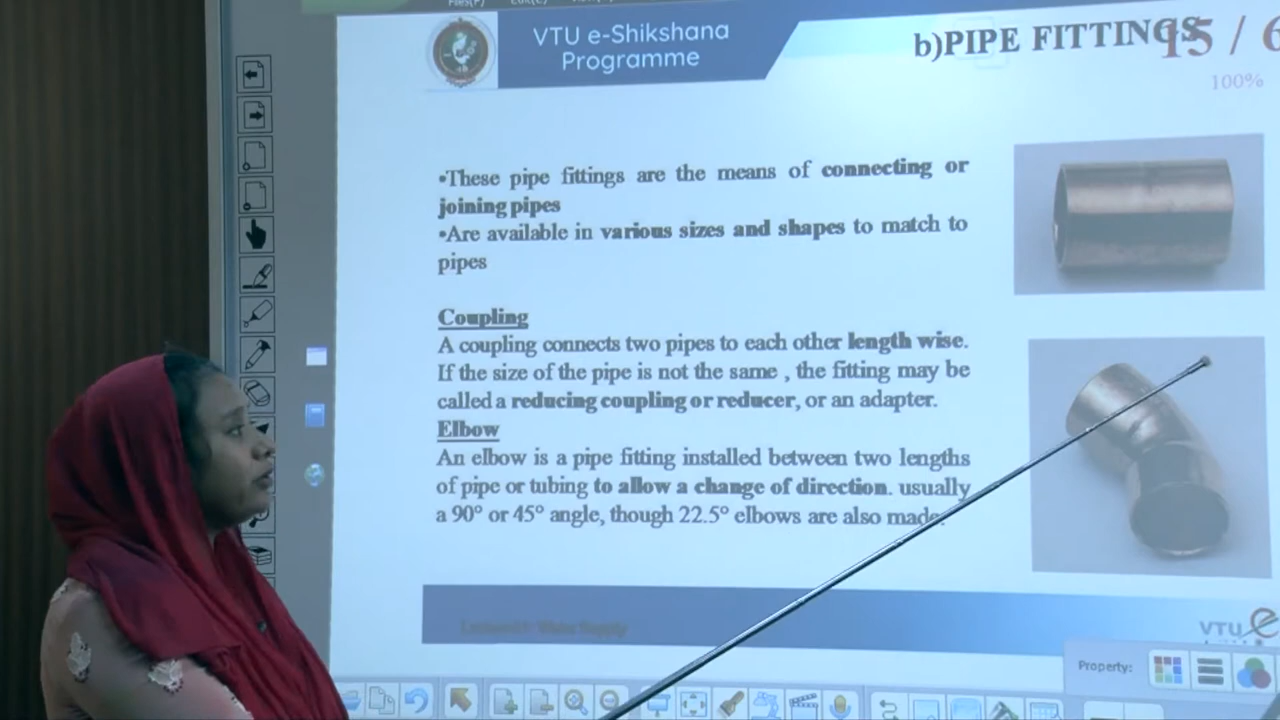 VTU e-Shikshana
Programme
b)PIPE FITTINGS
15 / 6
100%
•These pipe fittings are the means of connecting or
joining pipes
•Are available in various sizes and shapes to match to
pipes
Coupling
A coupling connects two pipes to each other length wise.
If the size of the pipe is not the same , the fitting may be
called a reducing coupling or reducer, or an adapter.
Elbow
An elbow is a pipe fitting installed between two lengths
of pipe or tubing to allow a change of direction. usually
a 90° or 45° angle, though 22.5° elbows are also made.
VTU e
Property: